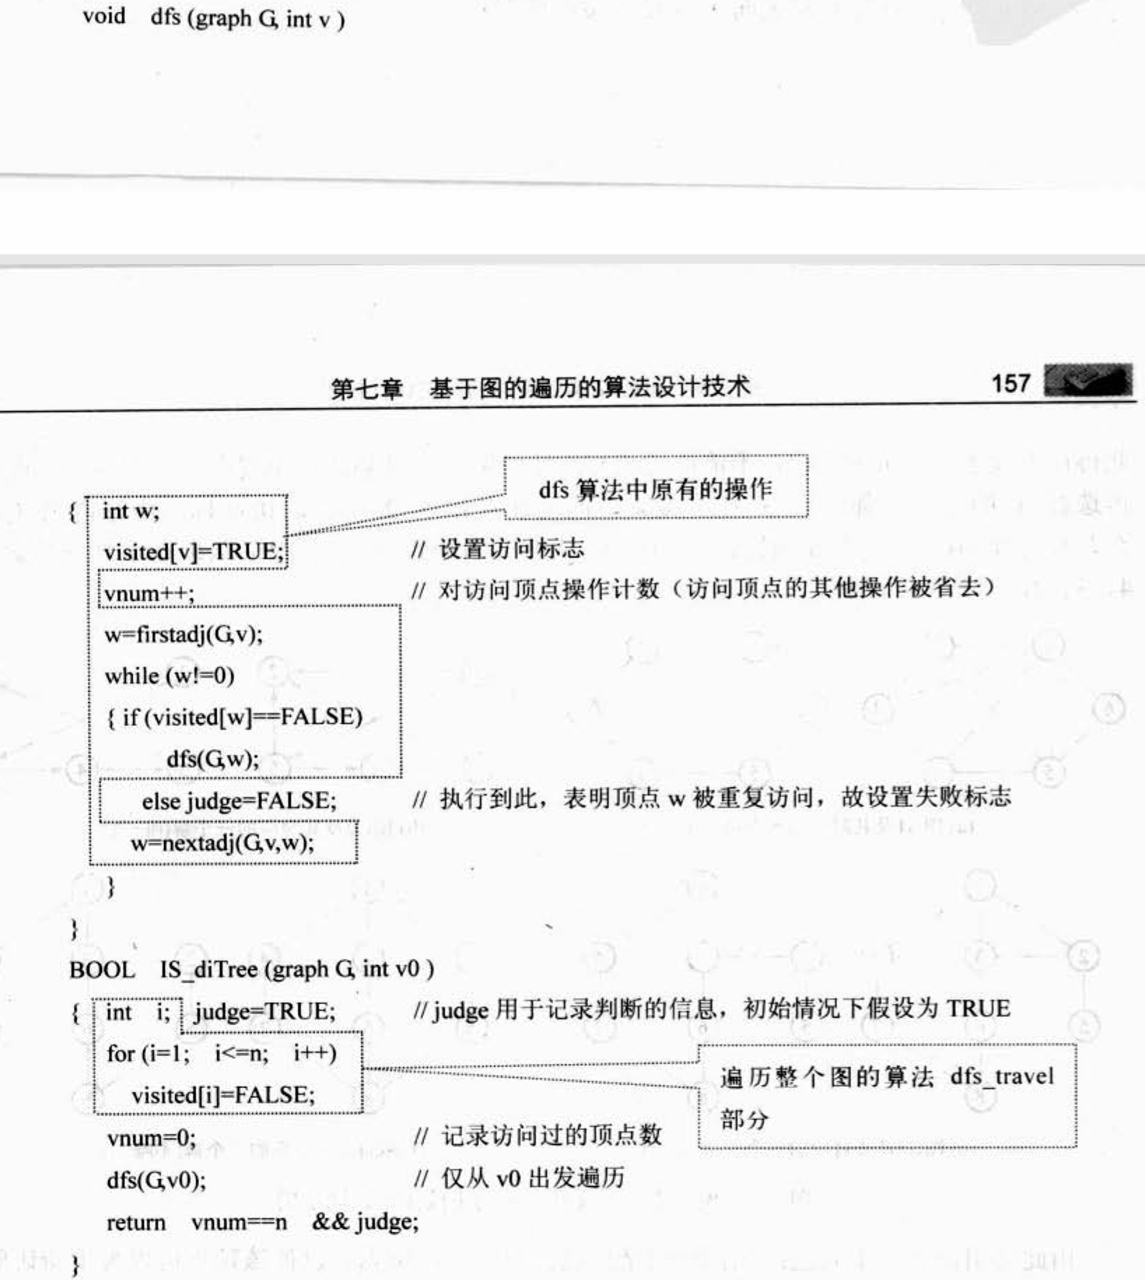 void dfs (graph G, int v )
第七章 基于图的遍历的算法设计技术 157
dfs 算法中原有的操作
{ int w;
visited[v]=TRUE; // 设置访问标志
vnum++; // 对访问顶点操作计数（访问顶点的其他操作被省去）
w=firstadj(G,v);
while (w!=0)
{ if (visited[w]==FALSE)
dfs(G,w);
else judge=FALSE; // 执行到此，表明顶点 w 被重复访问，故设置失败标志
w=nextadj(G,v,w);
}
}
BOOL IS_diTree (graph G, int v0 )
{ int i; judge=TRUE; // judge 用于记录判断的信息，初始情况下假设为 TRUE
for (i=1; i<=n; i++)
visited[i]=FALSE;
遍历整个图的算法 dfs_travel
部分
vnum=0; // 记录访问过的顶点数
dfs(G,v0); // 仅从 v0 出发遍历
return vnum==n && judge;
}